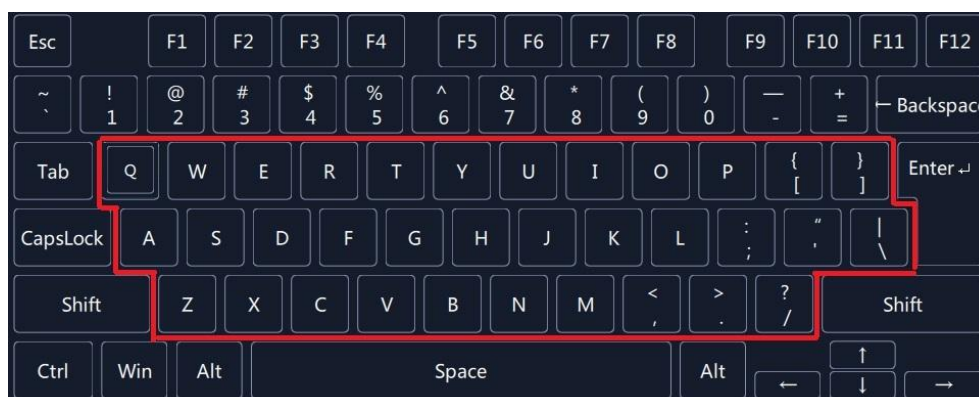 Esc F1 F2 F3 F4 F5 F6 F7 F8 F9 F10 F11 F12
~ ! @ # $ % ^ & * ( ) — +
` 1 2 3 4 5 6 7 8 9 0 - = ← Backspace
Tab Q W E R T Y U I O P { } Enter ↵
[ ]
CapsLock A S D F G H J K L : " |
; ' \
Shift Z X C V B N M < > ? Shift
, . /
Ctrl Win Alt Space Alt ↑
← ↓ →